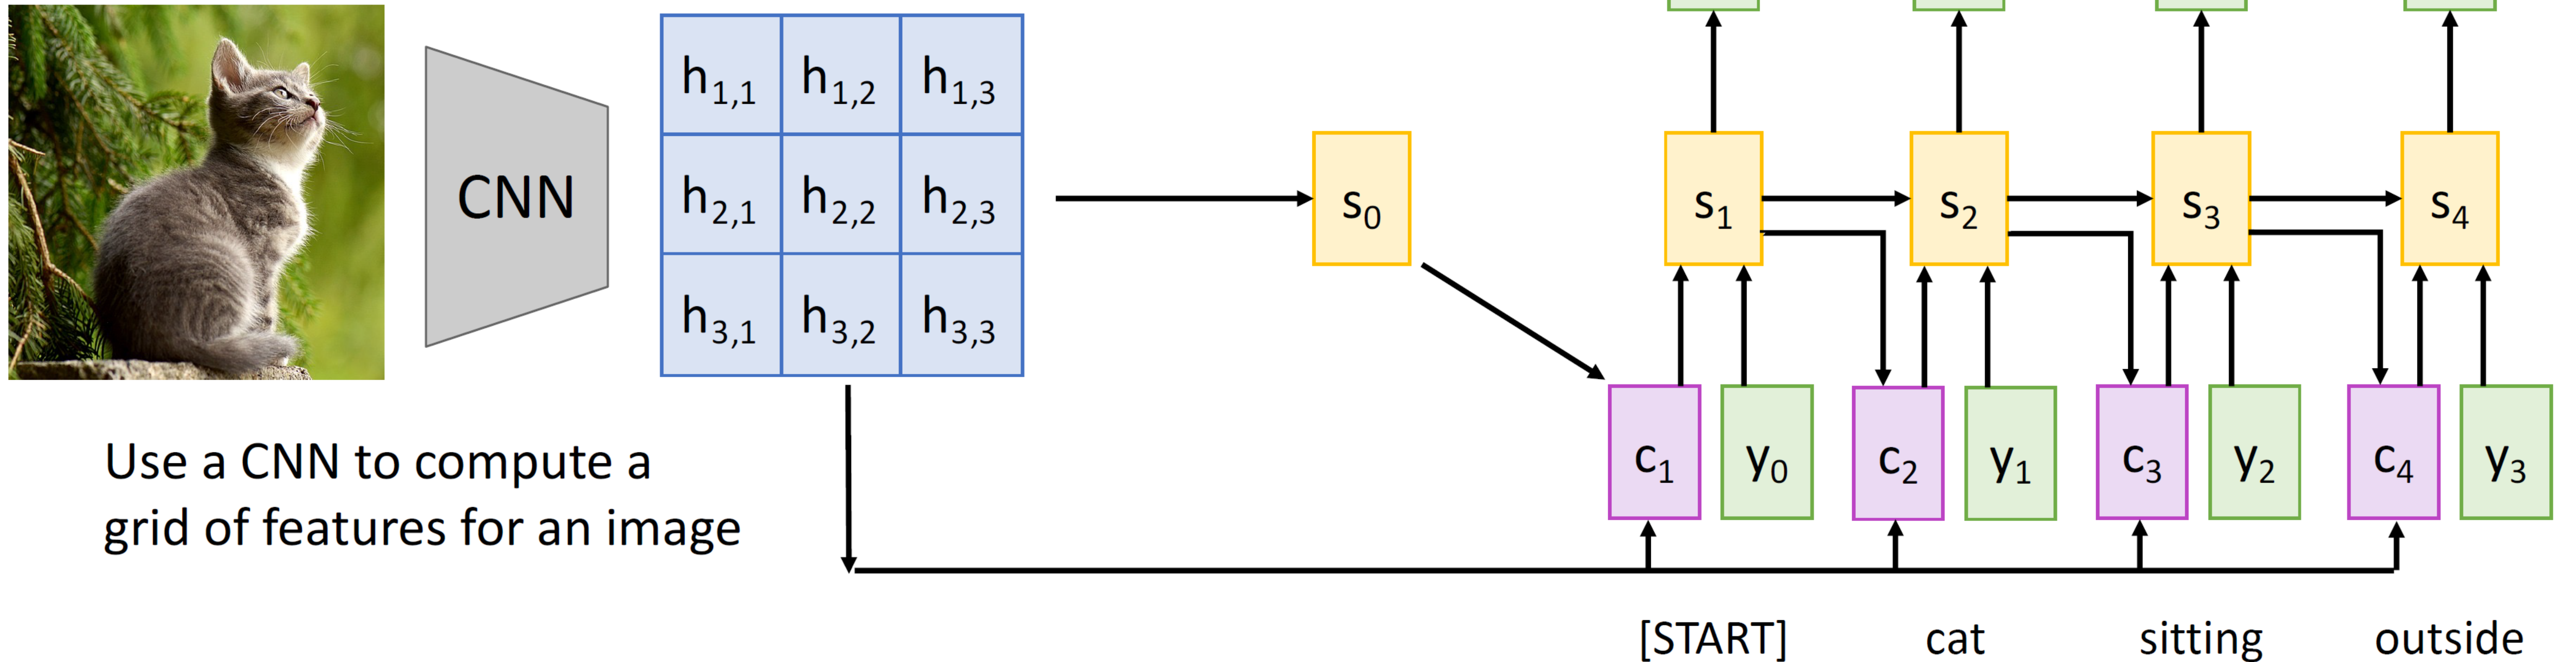 CNN
h1,1 h1,2 h1,3
h2,1 h2,2 h2,3
h3,1 h3,2 h3,3
s0
s1 s2 s3 s4
c1 y0 c2 y1 c3 y2 c4 y3
Use a CNN to compute a
grid of features for an image
[START] cat sitting outside